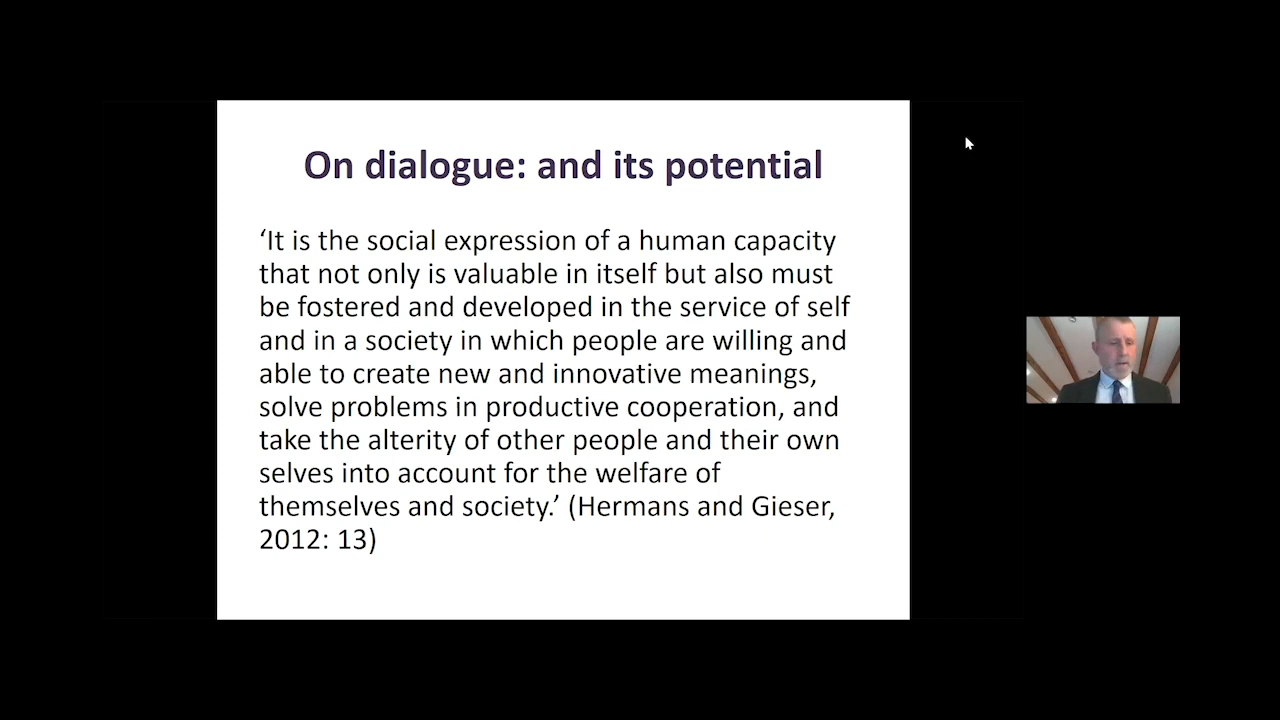 On dialogue: and its potential
‘It is the social expression of a human capacity
that not only is valuable in itself but also must
be fostered and developed in the service of self
and in a society in which people are willing and
able to create new and innovative meanings,
solve problems in productive cooperation, and
take the alterity of other people and their own
selves into account for the welfare of
themselves and society.’ (Hermans and Gieser,
2012: 13)